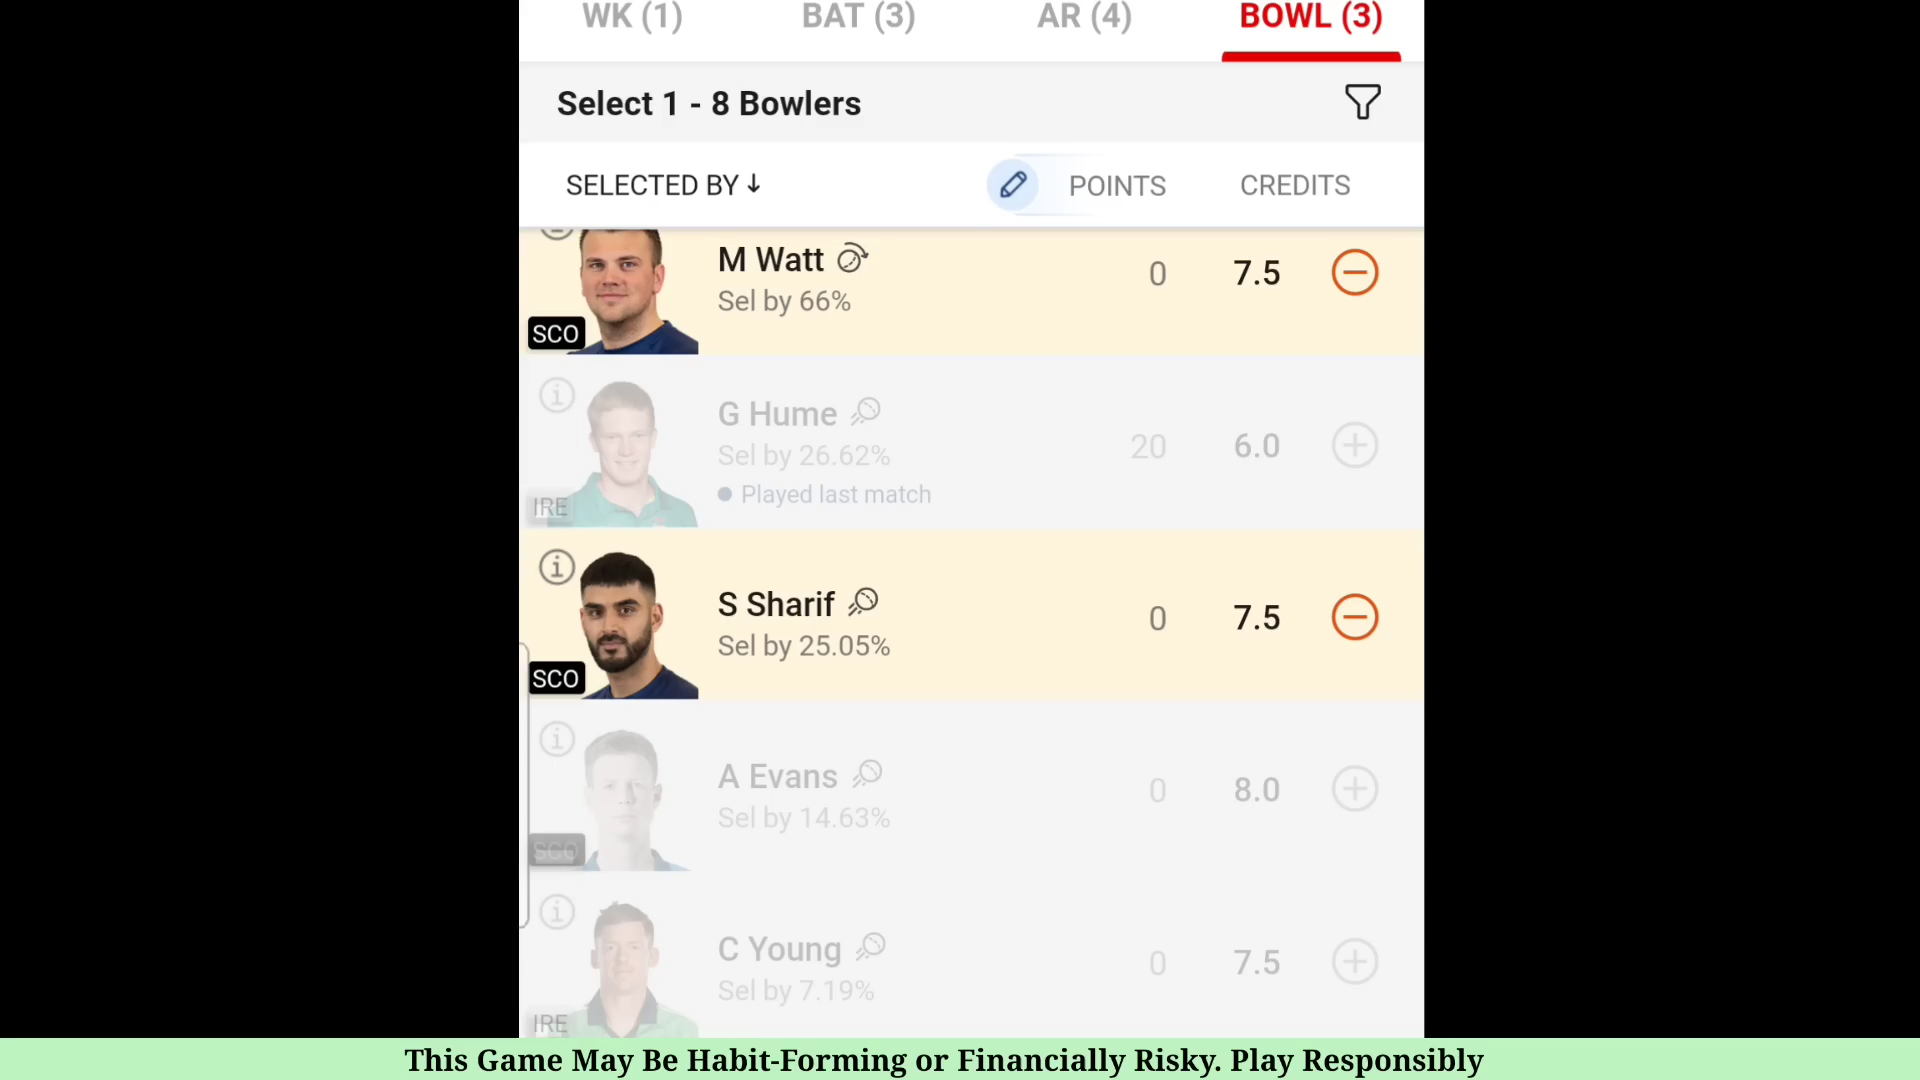 WK (1) BAT (3) AR (4) BOWL (3)
Select 1 - 8 Bowlers
SELECTED BY ↓ POINTS CREDITS
M Watt 0 7.5
Sel by 66%
SCO
G Hume 20 6.0
Sel by 26.62%
Played last match
IRE
S Sharif 0 7.5
Sel by 25.05%
SCO
A Evans 0 8.0
Sel by 14.63%
SCO
C Young 0 7.5
Sel by 7.19%
IRE
This Game May Be Habit-Forming or Financially Risky. Play Responsibly